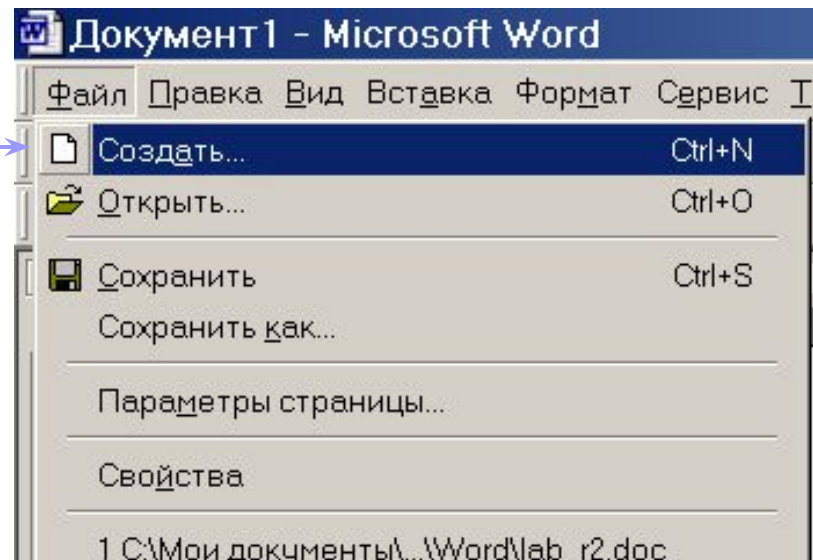 Документ1 - Microsoft Word
Файл Правка Вид Вставка Формат Сервис Т
Создать... Ctrl+N
Открыть... Ctrl+O
Сохранить Ctrl+S
Сохранить как...
Параметры страницы...
Свойства
1 C:\Мои документы\...\Word\lab_r2.doc